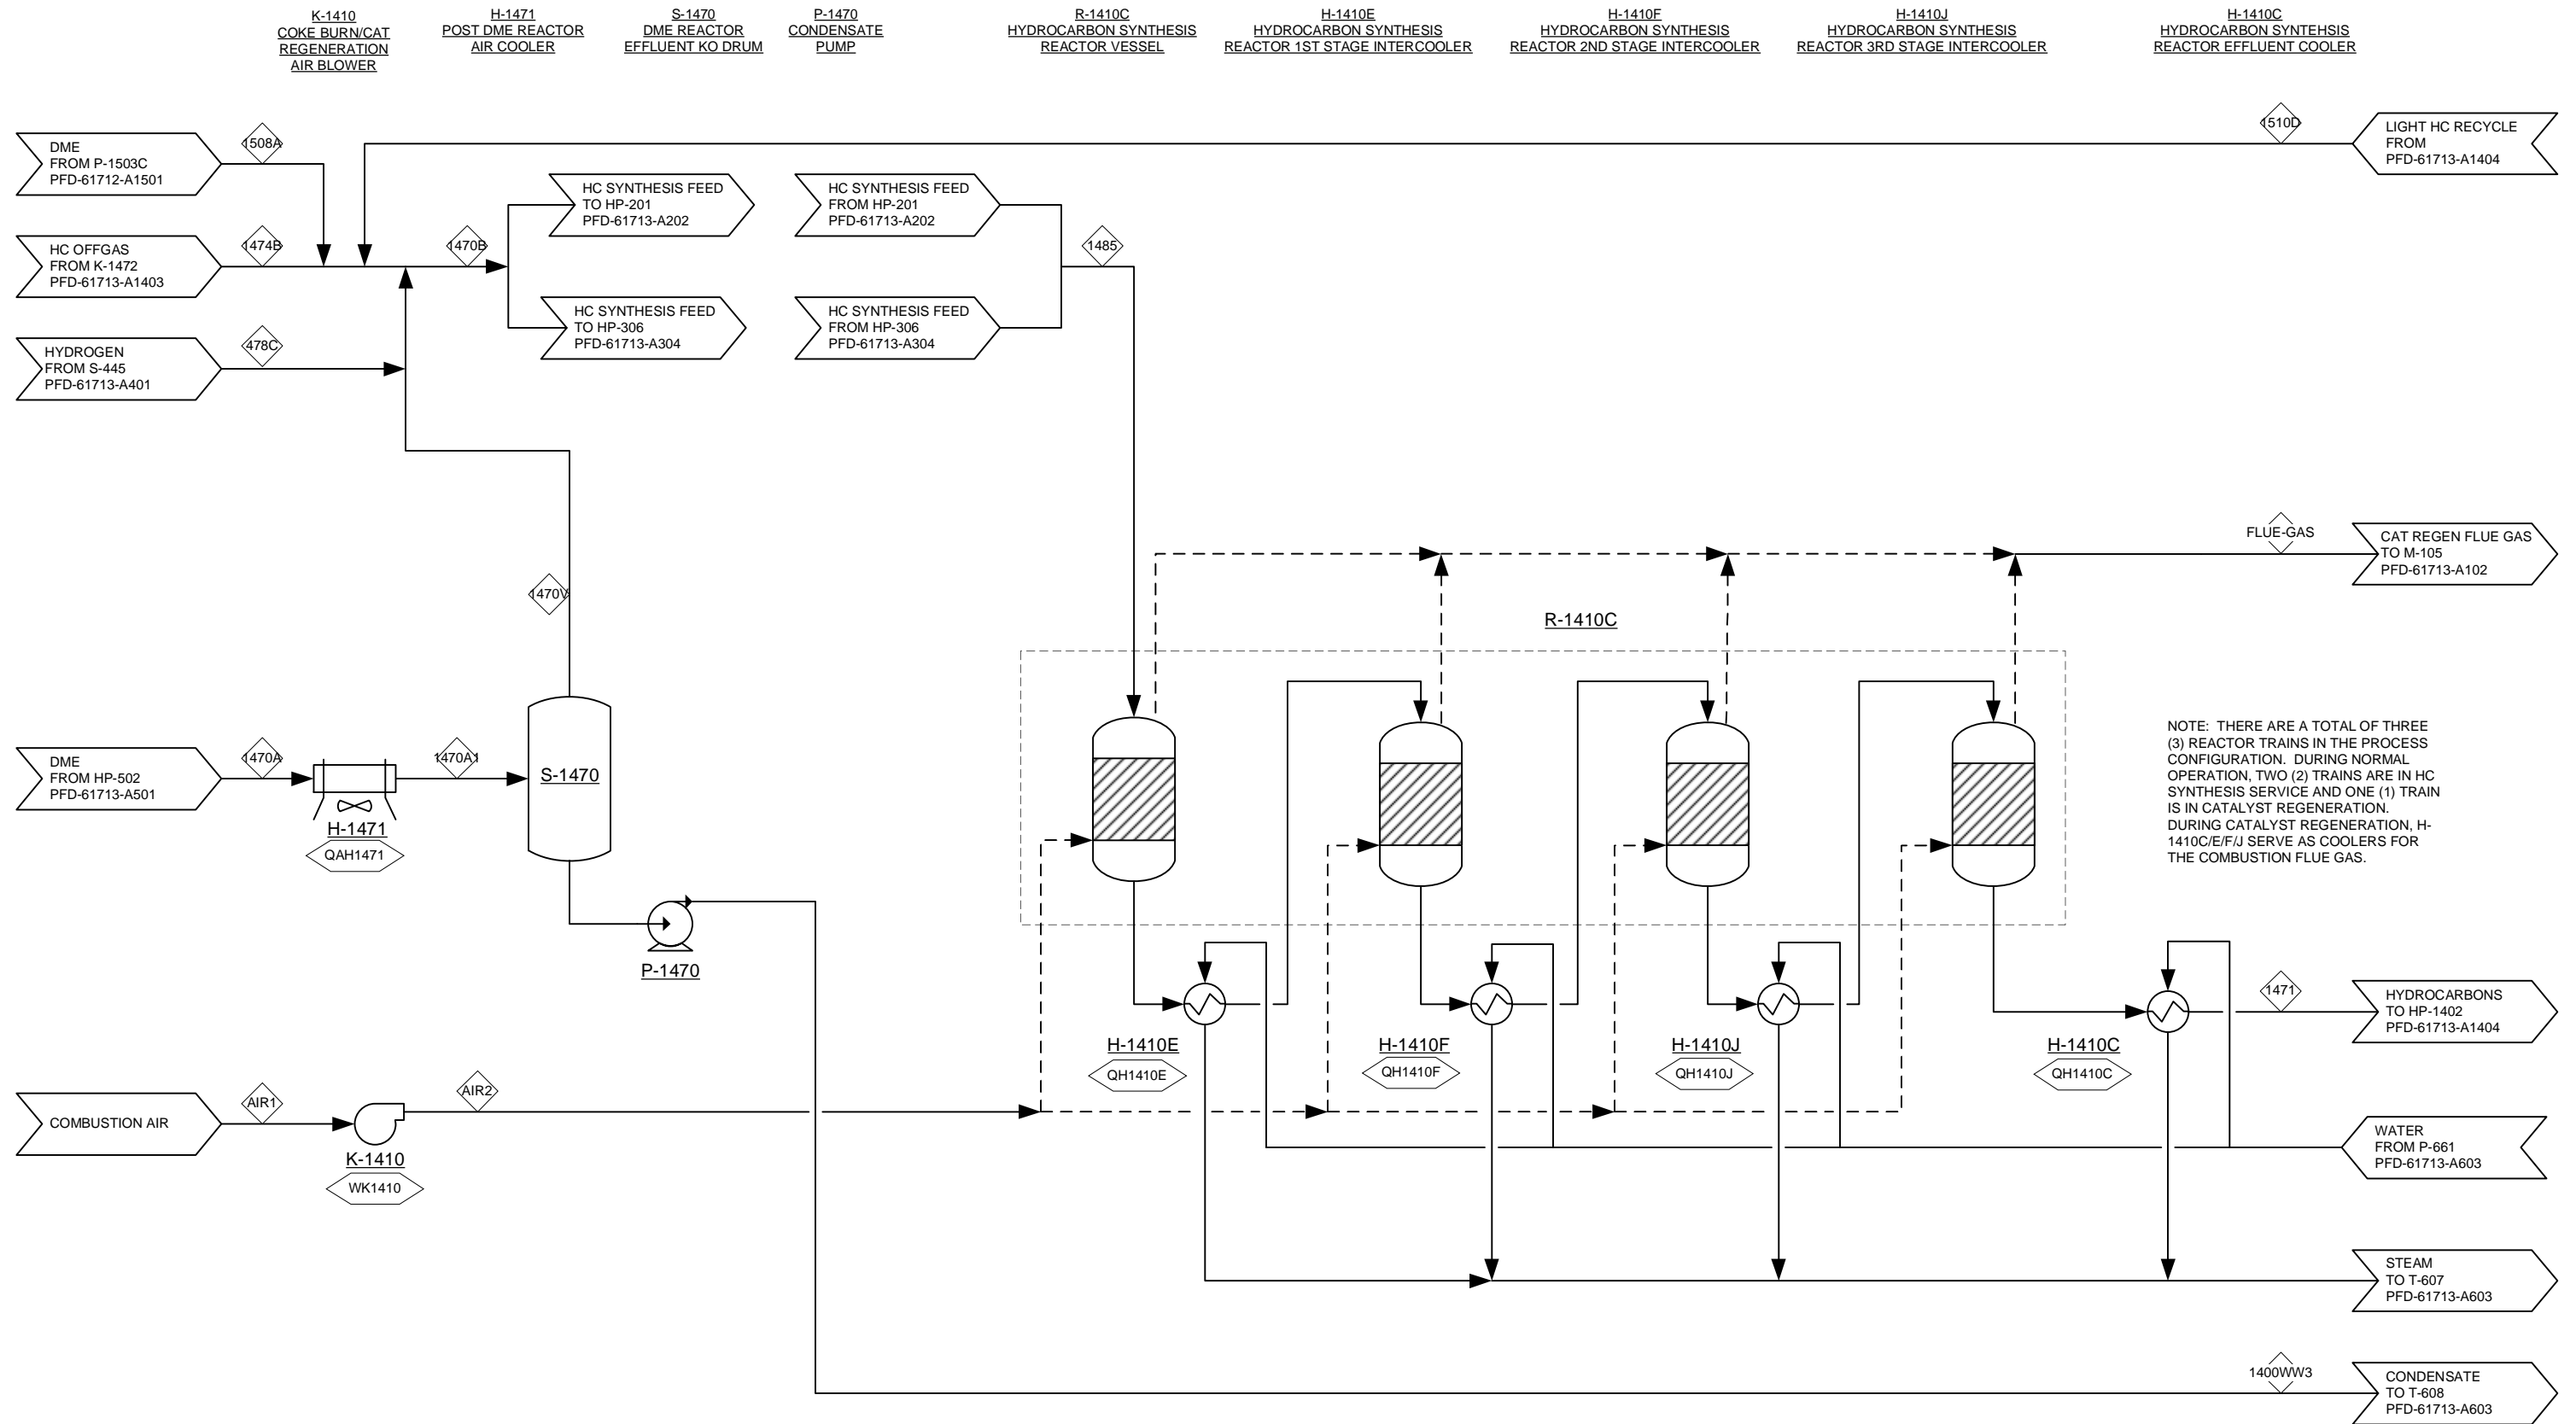 K-1410
COKE BURN/CAT
REGENERATION
AIR BLOWER
H-1471
POST DME REACTOR
AIR COOLER
S-1470
DME REACTOR
EFFLUENT KO DRUM
P-1470
CONDENSATE
PUMP
R-1410C
HYDROCARBON SYNTHESIS
REACTOR VESSEL
H-1410E
HYDROCARBON SYNTHESIS
REACTOR 1ST STAGE INTERCOOLER
H-1410F
HYDROCARBON SYNTHESIS
REACTOR 2ND STAGE INTERCOOLER
H-1410J
HYDROCARBON SYNTHESIS
REACTOR 3RD STAGE INTERCOOLER
H-1410C
HYDROCARBON SYNTEHSIS
REACTOR EFFLUENT COOLER
DME
FROM P-1503C
PFD-61712-A1501
1508A
1510D
LIGHT HC RECYCLE
FROM
PFD-61713-A1404
HC OFFGAS
FROM K-1472
PFD-61713-A1403
1474B
1470B
HC SYNTHESIS FEED
TO HP-201
PFD-61713-A202
HC SYNTHESIS FEED
FROM HP-201
PFD-61713-A202
1485
HC SYNTHESIS FEED
TO HP-306
PFD-61713-A304
HC SYNTHESIS FEED
FROM HP-306
PFD-61713-A304
HYDROGEN
FROM S-445
PFD-61713-A401
478C
FLUE-GAS
CAT REGEN FLUE GAS
TO M-105
PFD-61713-A102
1470V
R-1410C
NOTE: THERE ARE A TOTAL OF THREE
(3) REACTOR TRAINS IN THE PROCESS
CONFIGURATION. DURING NORMAL
OPERATION, TWO (2) TRAINS ARE IN HC
SYNTHESIS SERVICE AND ONE (1) TRAIN
IS IN CATALYST REGENERATION.
DURING CATALYST REGENERATION, H-
1410C/E/F/J SERVE AS COOLERS FOR
THE COMBUSTION FLUE GAS.
DME
FROM HP-502
PFD-61713-A501
1470A
H-1471
QAH1471
1470A1
S-1470
P-1470
H-1410E
QH1410E
H-1410F
QH1410F
H-1410J
QH1410J
H-1410C
QH1410C
1471
HYDROCARBONS
TO HP-1402
PFD-61713-A1404
COMBUSTION AIR
AIR1
K-1410
WK1410
AIR2
WATER
FROM P-661
PFD-61713-A603
STEAM
TO T-607
PFD-61713-A603
1400WW3
CONDENSATE
TO T-608
PFD-61713-A603